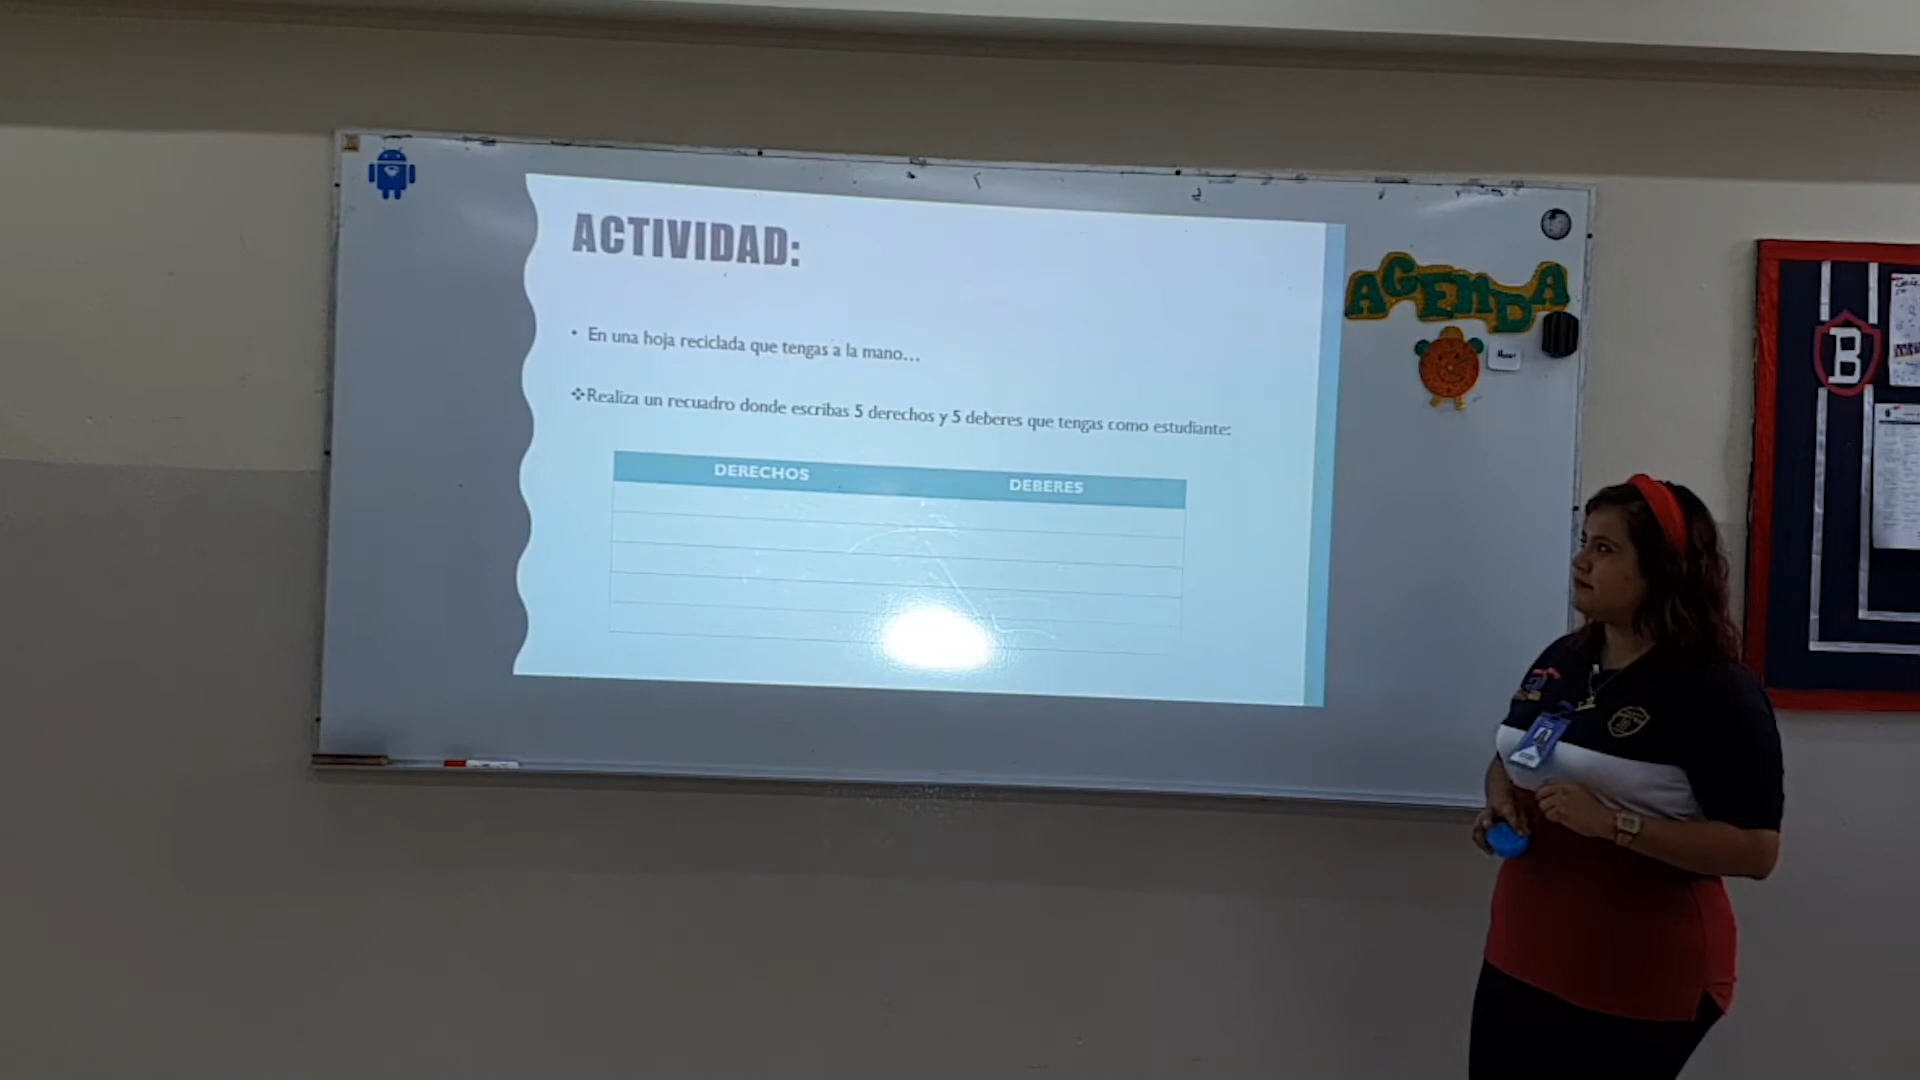 ACTIVIDAD:
• En una hoja reciclada que tengas a la mano...
❖Realiza un recuadro donde escribas 5 derechos y 5 deberes que tengas como estudiante:
DERECHOS DEBERES
AGENDA
B